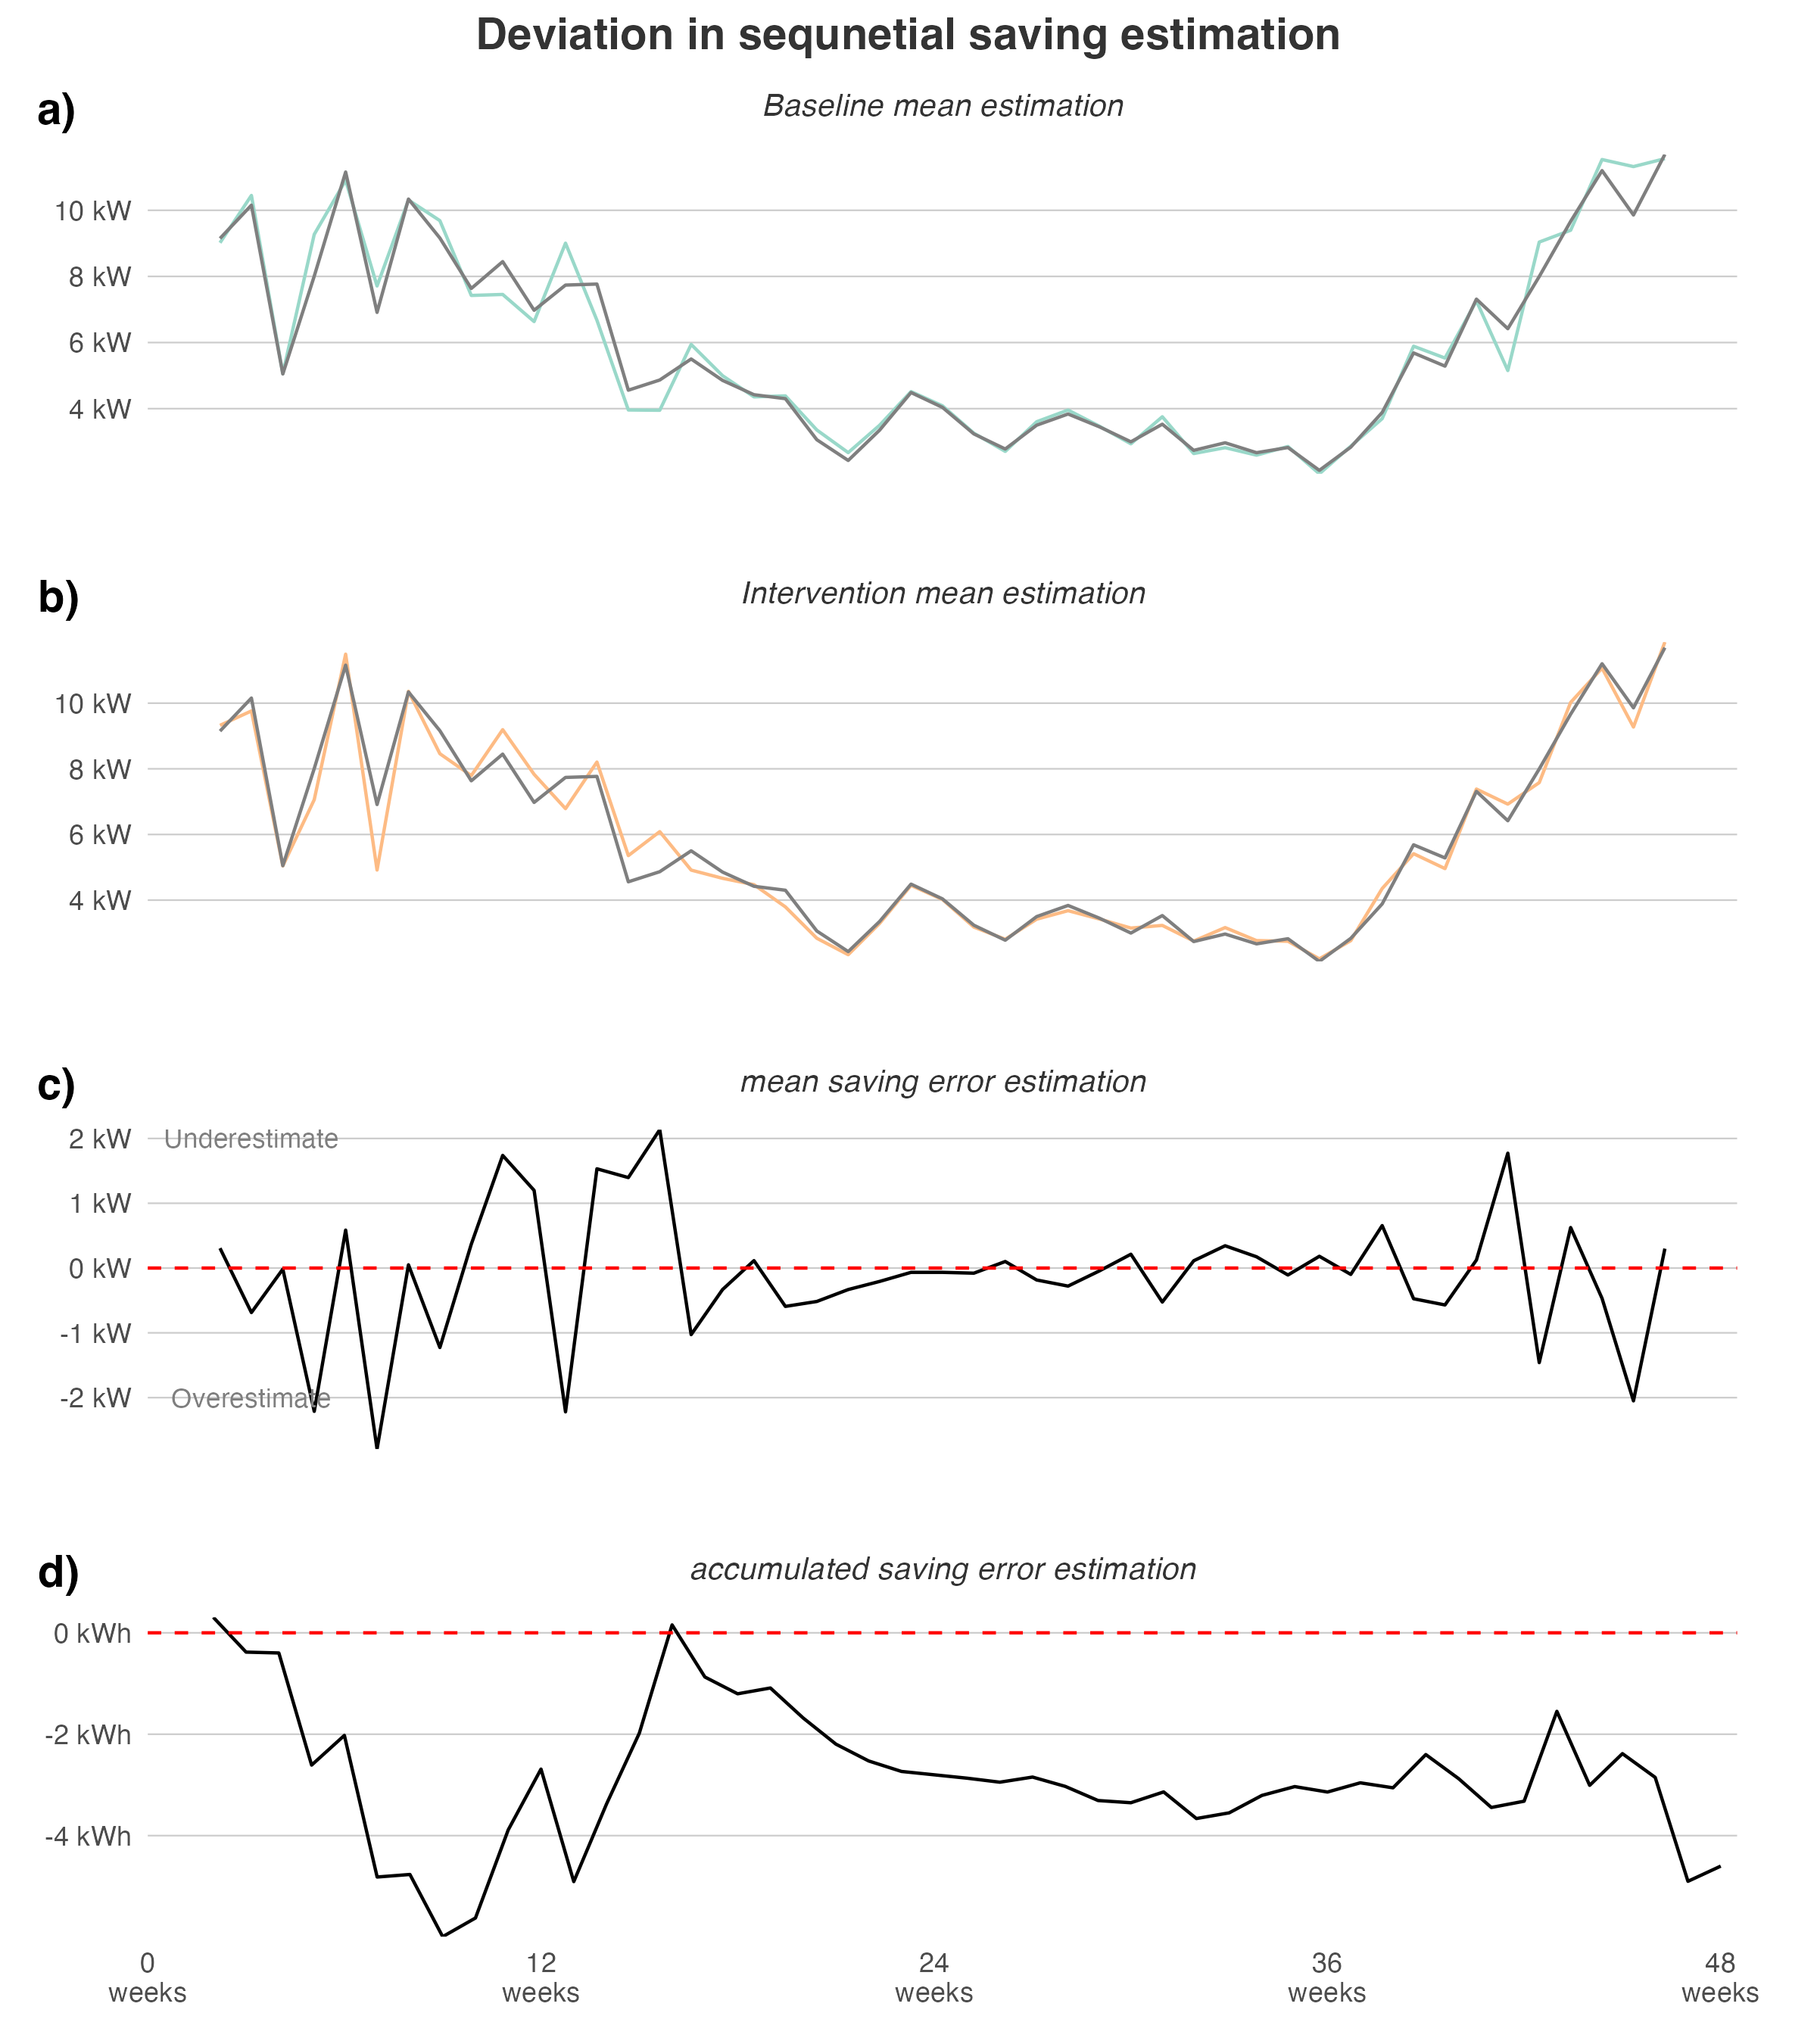 Deviation in sequnetial saving estimation
a)
Baseline mean estimation
10 kW
8 kW
6 kW
4 kW
b)
Intervention mean estimation
10 kW
8 kW
6 kW
4 kW
c)
mean saving error estimation
2 kW
Underestimate
1 kW
0 kW
-1 kW
-2 kW
Overestimate
d)
accumulated saving error estimation
0 kWh
-2 kWh
-4 kWh
0 12 24 36 48
weeks weeks weeks weeks weeks